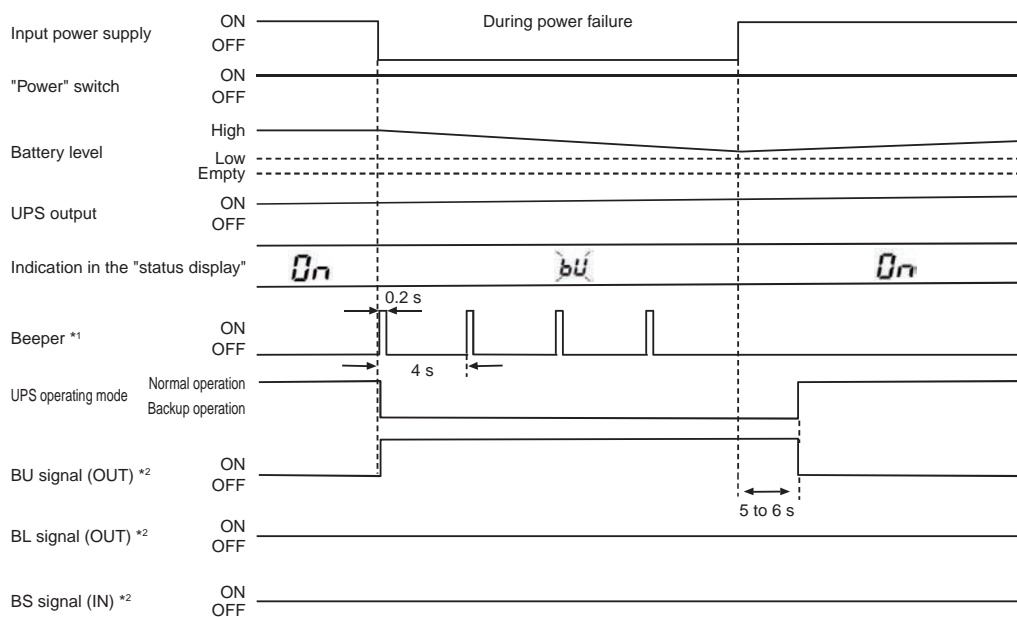 During power failure
Input power supply ON
OFF
"Power" switch ON
OFF
Battery level High
Low
Empty
UPS output ON
OFF
Indication in the "status display" On bU On
0.2 s
Beeper *1 ON
OFF
4 s
UPS operating mode Normal operation
Backup operation
BU signal (OUT) *2 ON
OFF
5 to 6 s
BL signal (OUT) *2 ON
OFF
BS signal (IN) *2 ON
OFF